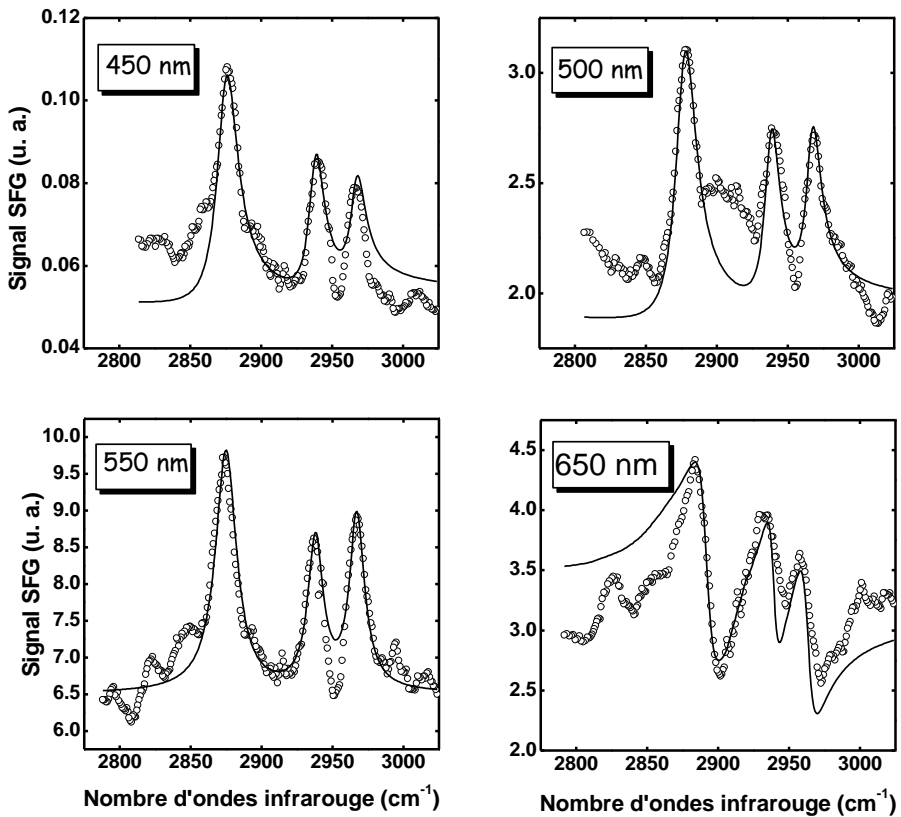 0.12
0.10
0.08
0.06
0.04
Signal SFG (u. a.)
450 nm
2800 2850 2900 2950 3000
3.0
2.5
2.0
500 nm
2800 2850 2900 2950 3000
10.0
9.5
9.0
8.5
8.0
7.5
7.0
6.5
6.0
Signal SFG (u. a.)
550 nm
2800 2850 2900 2950 3000
Nombre d'ondes infrarouge (cm⁻¹)
4.5
4.0
3.5
3.0
2.5
2.0
650 nm
2800 2850 2900 2950 3000
Nombre d'ondes infrarouge (cm⁻¹)